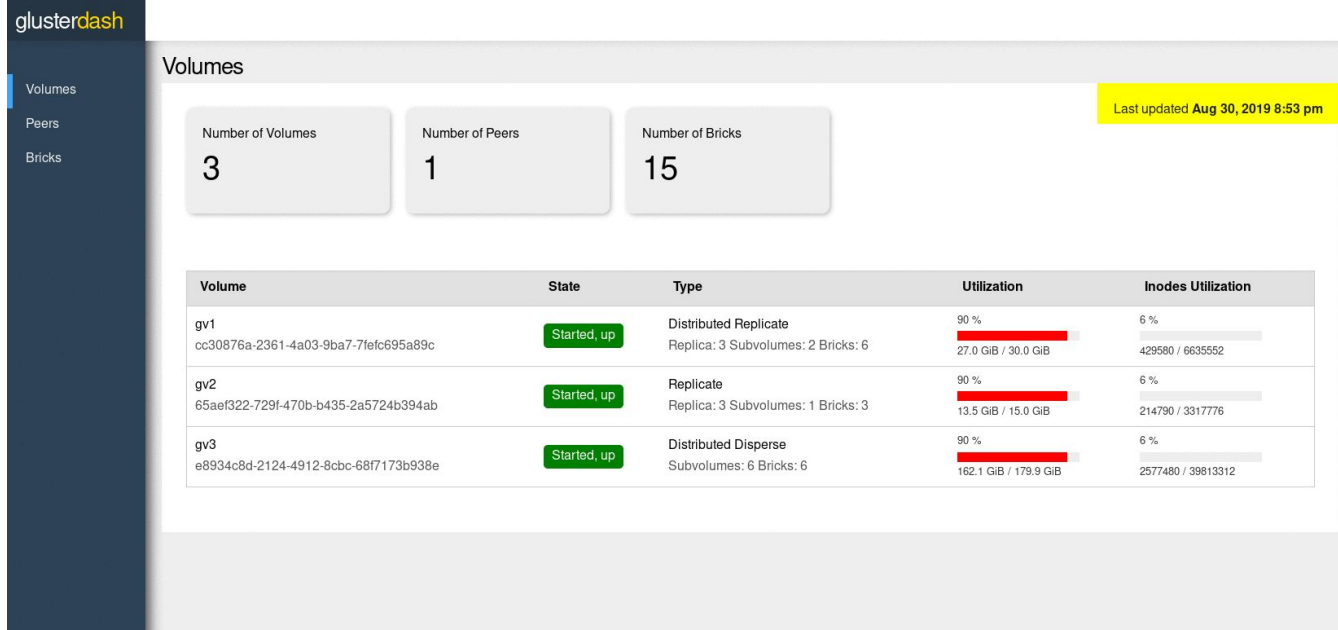 glusterdash
Volumes
Peers
Bricks
Volumes
Last updated Aug 30, 2019 8:53 pm
Number of Volumes
3
Number of Peers
1
Number of Bricks
15
Volume State Type Utilization Inodes Utilization
gv1
cc30876a-2361-4a03-9ba7-7fefc695a89c
Started, up
Distributed Replicate
Replica: 3 Subvolumes: 2 Bricks: 6
90 %
27.0 GiB / 30.0 GiB
6 %
429580 / 6635552
gv2
65aef322-729f-470b-b435-2a5724b394ab
Started, up
Replicate
Replica: 3 Subvolumes: 1 Bricks: 3
90 %
13.5 GiB / 15.0 GiB
6 %
214790 / 3317776
gv3
e8934c8d-2124-4912-8cbc-68f7173b938e
Started, up
Distributed Disperse
Subvolumes: 6 Bricks: 6
90 %
162.1 GiB / 179.9 GiB
6 %
2577480 / 39813312